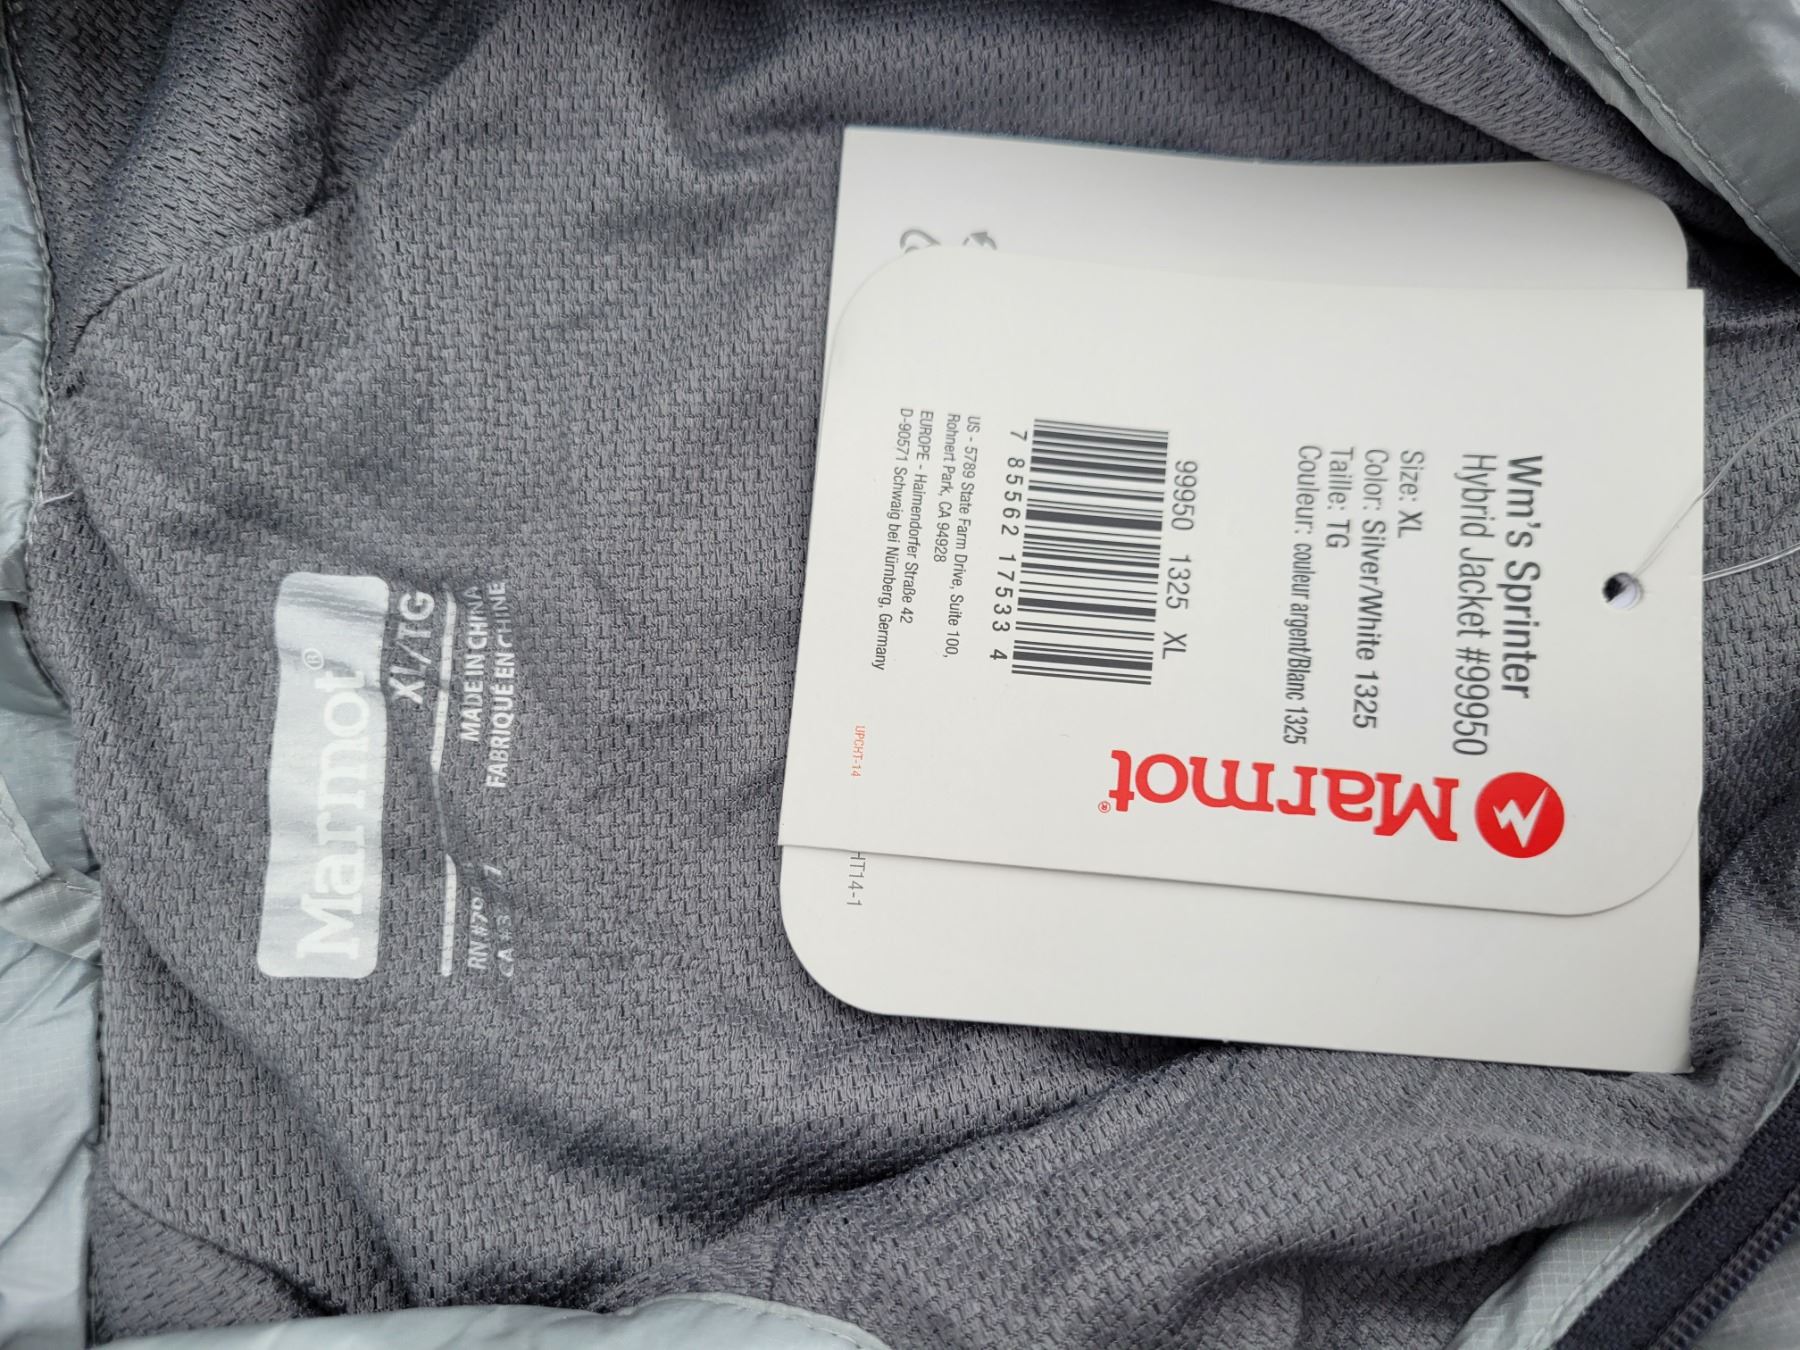 Wm's Sprinter
Hybrid Jacket #99950
Size: XL
Color: Silver/White 1325
Taille: TG
Couleur: couleur argent/Blanc 1325
99950 1325 XL
7 85562 17533 4
US - 5789 State Farm Drive, Suite 100,
Rohnert Park, CA 94928
EUROPE - Haimendorfer Straße 42
D-90571 Schwaig bei Nürnberg, Germany
Marmot®
UPCHT-14
HT14-1
Marmot®
XL/TG
MADE IN CHINA
FABRIQUE EN CHINE
RN#79
CA